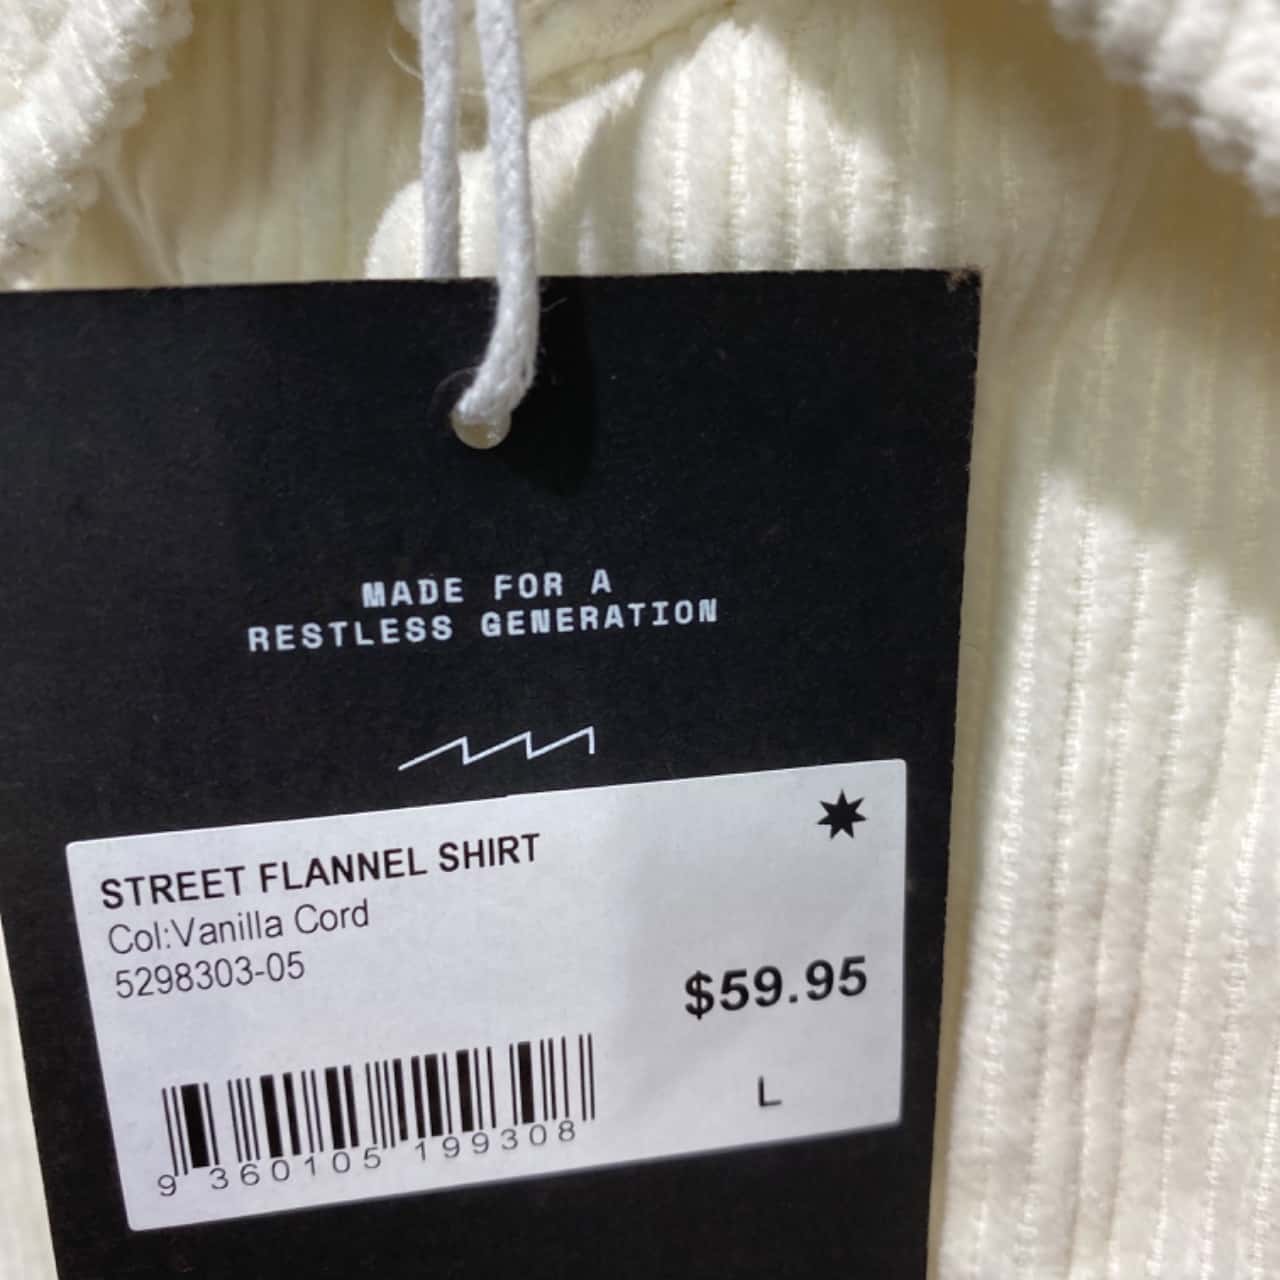 MADE FOR A
RESTLESS GENERATION
STREET FLANNEL SHIRT
Col:Vanilla Cord
5298303-05
$59.95
L
9 360105 199308